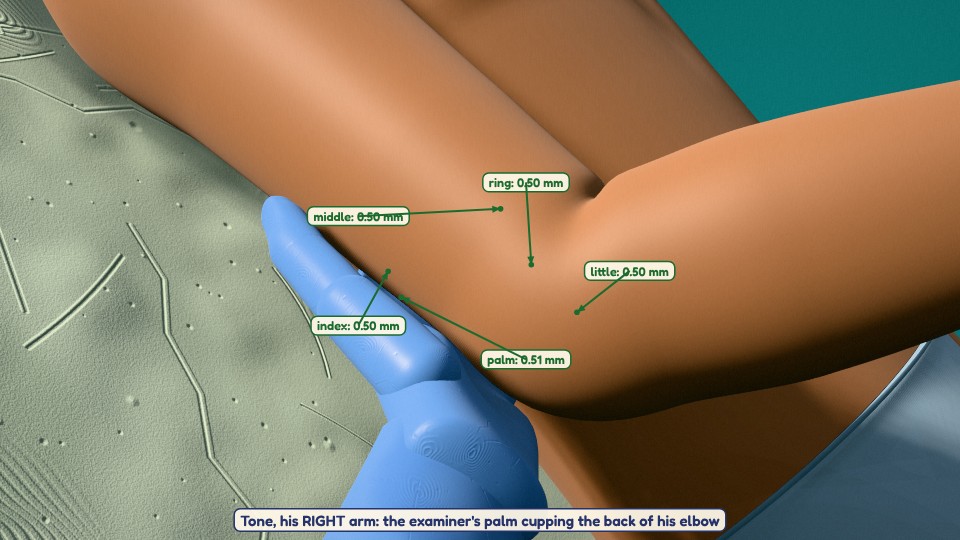 ring: 0.50 mm
middle: 0.50 mm
little: 0.50 mm
index: 0.50 mm
palm: 0.51 mm
Tone, his RIGHT arm: the examiner's palm cupping the back of his elbow